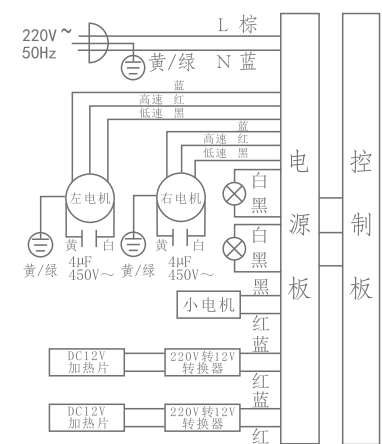 220V~
50Hz
L 棕
黄/绿 N 蓝
蓝
高速 红
低速 黑
蓝
高速 红
低速 黑
左电机
右电机
黄 白
黄 白
黄/绿
4μF
450V~
黄/绿
4μF
450V~
白
黑
白
黑
小电机
黑
红
DC12V
加热片
220V转12V
转换器
蓝
红
DC12V
加热片
220V转12V
转换器
蓝
红
电源板
控制板